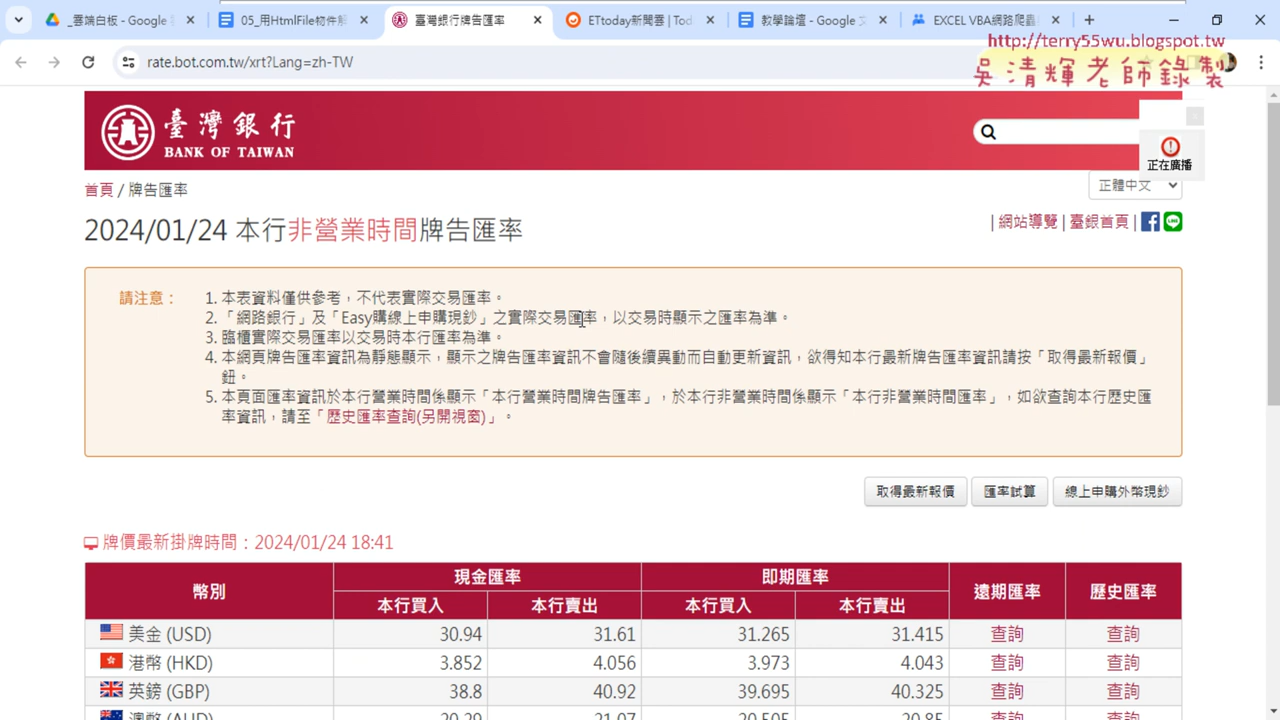 _雲端白板 - Google
05_用HtmlFile物件解
臺灣銀行牌告匯率
ETtoday新聞雲 | Tod
教學論壇 - Google 文
EXCEL VBA網路爬蟲
http://terry55wu.blogspot.tw
rate.bot.com.tw/xrt?Lang=zh-TW
吳清輝老師錄製
臺灣銀行
BANK OF TAIWAN
正在廣播
首頁 / 牌告匯率
正體中文
2024/01/24 本行非營業時間牌告匯率
| 網站導覽 | 臺銀首頁 |
請注意：
1. 本表資料僅供參考，不代表實際交易匯率。
2. 「網路銀行」及「Easy購線上申購現鈔」之實際交易匯率，以交易時顯示之匯率為準。
3. 臨櫃實際交易匯率以交易時本行匯率為準。
4. 本網頁牌告匯率資訊為靜態顯示，顯示之牌告匯率資訊不會隨後續異動而自動更新資訊，欲得知本行最新牌告匯率資訊請按「取得最新報價」
鈕。
5. 本頁面匯率資訊於本行營業時間係顯示「本行營業時間牌告匯率」，於本行非營業時間係顯示「本行非營業時間匯率」，如欲查詢本行歷史匯
率資訊，請至「歷史匯率查詢(另開視窗)」。
取得最新報價 匯率試算 線上申購外幣現鈔
牌價最新掛牌時間：2024/01/24 18:41
幣別 現金匯率 即期匯率 遠期匯率 歷史匯率
本行買入 本行賣出 本行買入 本行賣出
美金 (USD) 30.94 31.61 31.265 31.415 查詢 查詢
港幣 (HKD) 3.852 4.056 3.973 4.043 查詢 查詢
英鎊 (GBP) 38.8 40.92 39.695 40.325 查詢 查詢
澳幣 (AUD) 20.29 21.07 20.505 20.85 查詢 查詢